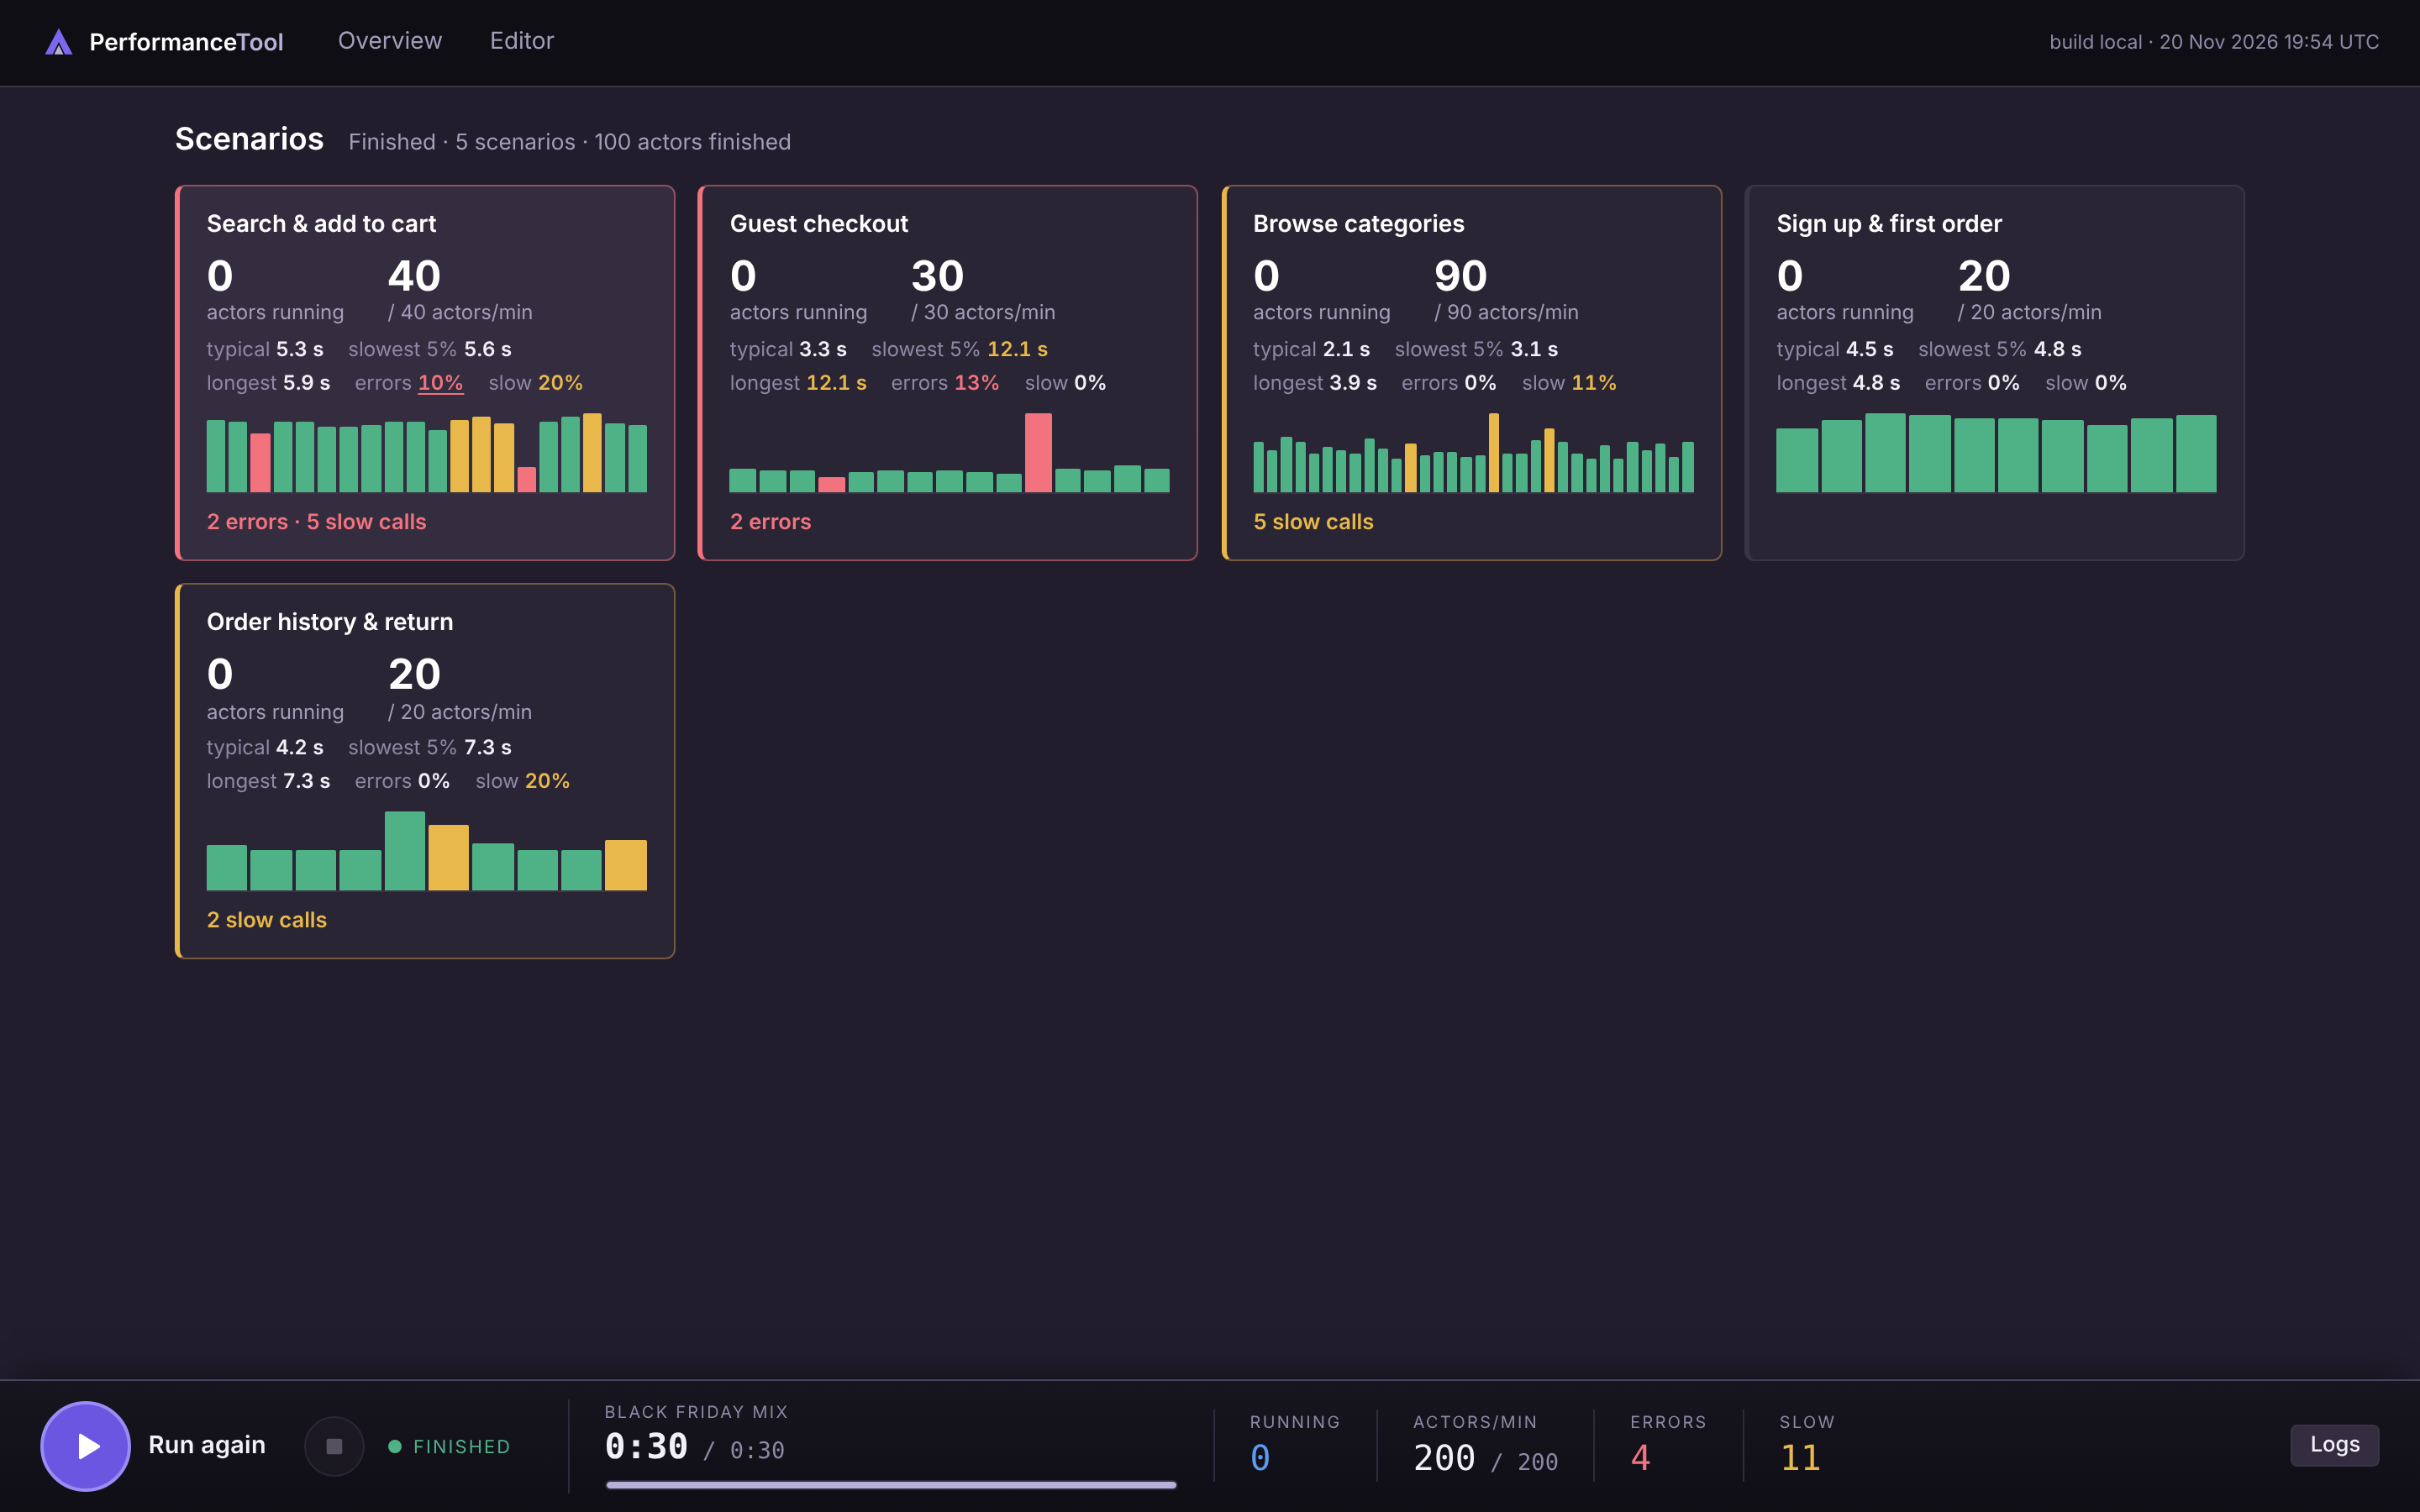 PerformanceTool Overview Editor build local · 20 Nov 2026 19:54 UTC
Scenarios Finished · 5 scenarios · 100 actors finished
Search & add to cart
0 40
actors running / 40 actors/min
typical 5.3 s slowest 5% 5.6 s
longest 5.9 s errors 10% slow 20%
2 errors · 5 slow calls
Guest checkout
0 30
actors running / 30 actors/min
typical 3.3 s slowest 5% 12.1 s
longest 12.1 s errors 13% slow 0%
2 errors
Browse categories
0 90
actors running / 90 actors/min
typical 2.1 s slowest 5% 3.1 s
longest 3.9 s errors 0% slow 11%
5 slow calls
Sign up & first order
0 20
actors running / 20 actors/min
typical 4.5 s slowest 5% 4.8 s
longest 4.8 s errors 0% slow 0%
Order history & return
0 20
actors running / 20 actors/min
typical 4.2 s slowest 5% 7.3 s
longest 7.3 s errors 0% slow 20%
2 slow calls
Run again
FINISHED
BLACK FRIDAY MIX
0:30 / 0:30
RUNNING
0
ACTORS/MIN
200 / 200
ERRORS
4
SLOW
11
Logs